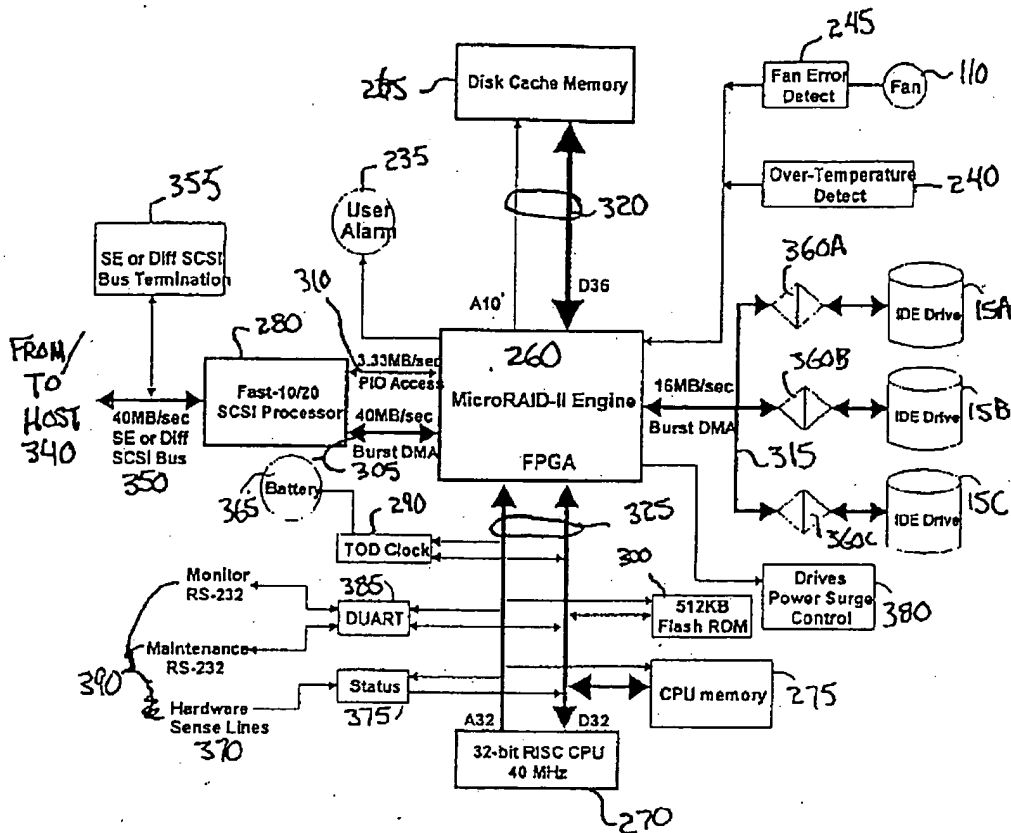 245
Fan Error
Detect
Fan
110
Disk Cache Memory
265
235
User
Alarm
320
Over-Temperature
Detect
240
355
SE or Diff SCSI
Bus Termination
A10'
D36
360A
IDE Drive
15A
310
280
FROM/
TO
HOST
340
Fast-10/20
SCSI Processor
3.33MB/sec
PIO Access
260
MicroRAID-II Engine
FPGA
16MB/sec
Burst DMA
360B
IDE Drive
15B
40MB/sec
SE or Diff
SCSI Bus
350
40MB/sec
Burst DMA
305
315
365
Battery
290
TOD Clock
325
360C
IDE Drive
15C
Monitor
RS-232
385
DUART
300
512KB
Flash ROM
Drives
Power Surge
Control
380
Maintenance
RS-232
390
Hardware
Sense Lines
370
Status
375
CPU memory
275
A32
D32
32-bit RISC CPU
40 MHz
270